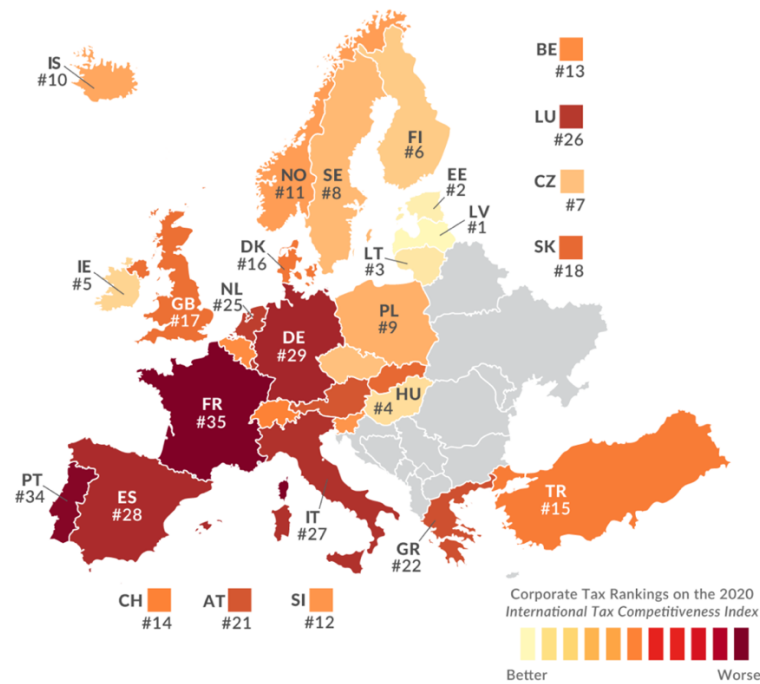 IS
#10
BE
#13
LU
#26
FI
#6
CZ
#7
EE
#2
NO
#11
SE
#8
LV
#1
SK
#18
DK
#16
LT
#3
IE
#5
NL
#25
GB
#17
PL
#9
DE
#29
HU
#4
FR
#35
PT
#34
ES
#28
TR
#15
IT
#27
GR
#22
CH
#14
AT
#21
SI
#12
Corporate Tax Rankings on the 2020
International Tax Competitiveness Index
Better
Worse